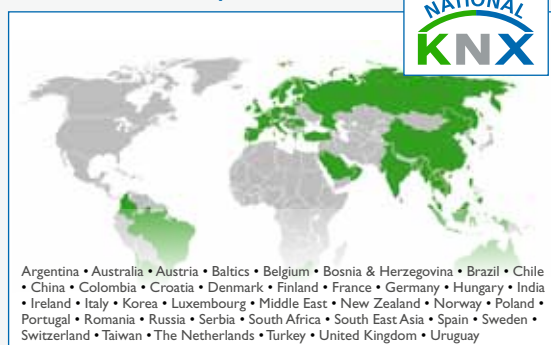 NATIONAL
KNX
Argentina • Australia • Austria • Baltics • Belgium • Bosnia & Herzegovina • Brazil • Chile
• China • Colombia • Croatia • Denmark • Finland • France • Germany • Hungary • India
• Ireland • Italy • Korea • Luxembourg • Middle East • New Zealand • Norway • Poland •
Portugal • Romania • Russia • Serbia • South Africa • South East Asia • Spain • Sweden •
Switzerland • Taiwan • The Netherlands • Turkey • United Kingdom • Uruguay